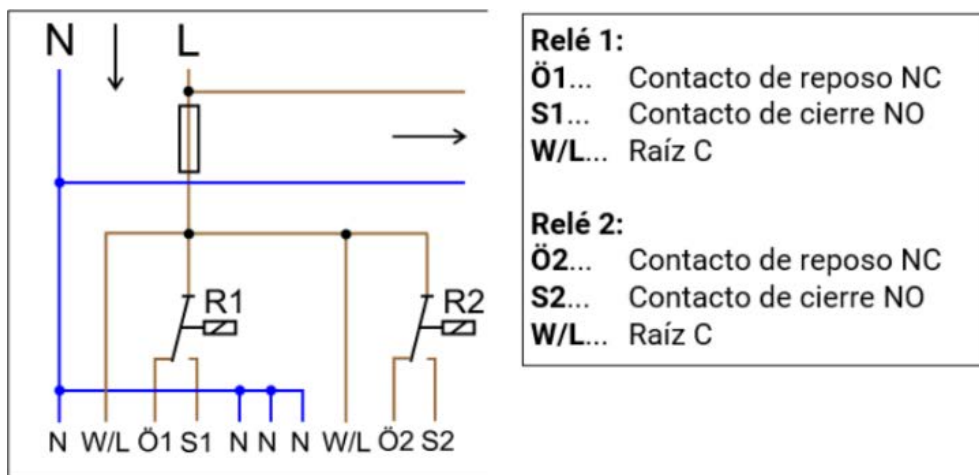 N L
R1 R2
N W/L Ö1 S1 N N N W/L Ö2 S2
Relé 1:
Ö1... Contacto de reposo NC
S1... Contacto de cierre NO
W/L... Raíz C
Relé 2:
Ö2... Contacto de reposo NC
S2... Contacto de cierre NO
W/L... Raíz C